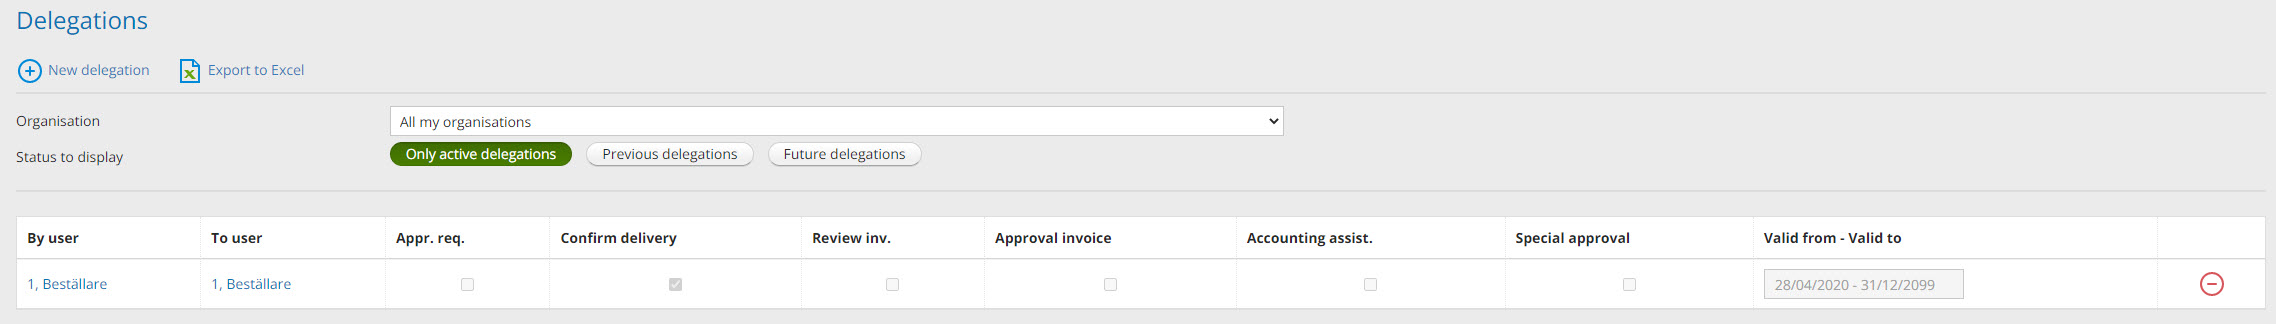 Delegations
New delegation Export to Excel
Organisation All my organisations
Status to display Only active delegations Previous delegations Future delegations
By user To user Appr. req. Confirm delivery Review inv. Approval invoice Accounting assist. Special approval Valid from - Valid to
1, Beställare 1, Beställare 28/04/2020 - 31/12/2099